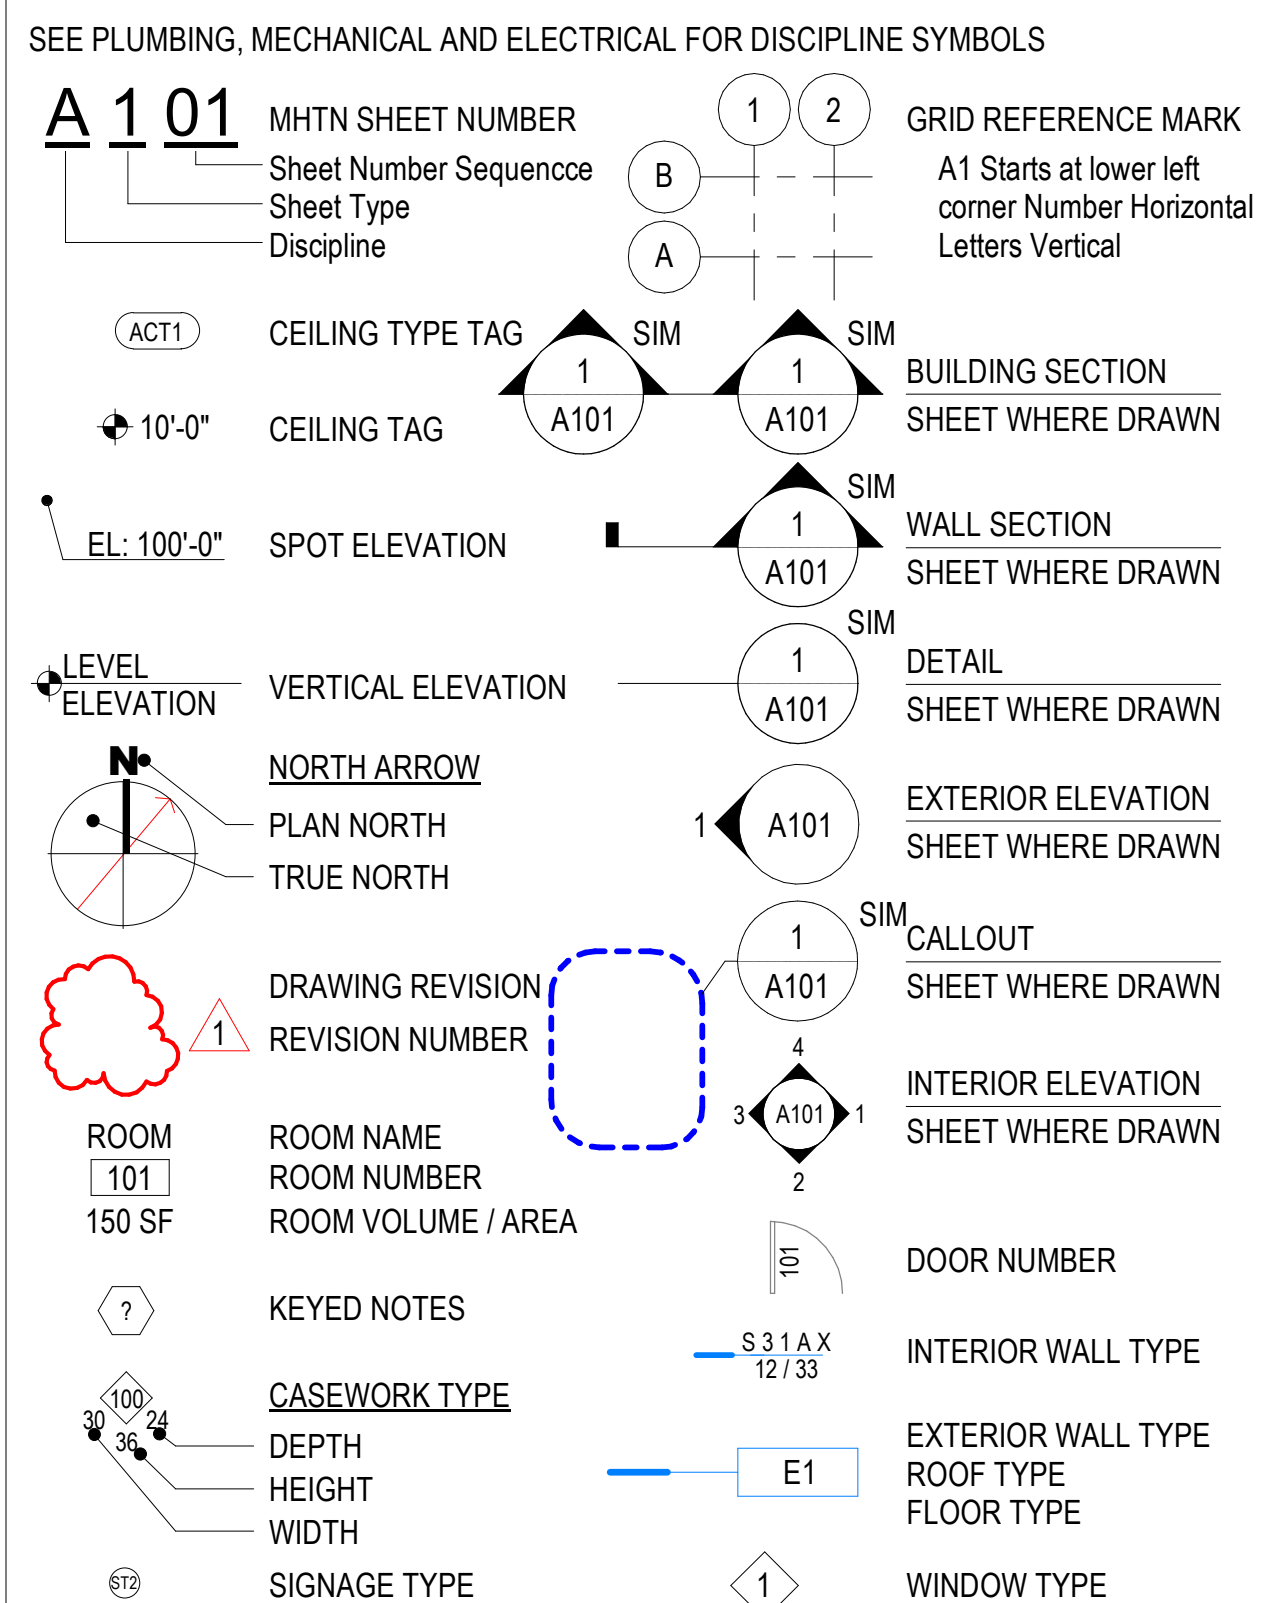 SEE PLUMBING, MECHANICAL AND ELECTRICAL FOR DISCIPLINE SYMBOLS
A 1 01
MHTN SHEET NUMBER
Sheet Number Sequencce
Sheet Type
Discipline
1 2
B
A
GRID REFERENCE MARK
A1 Starts at lower left
corner Number Horizontal
Letters Vertical
ACT1
CEILING TYPE TAG
SIM
1
A101
SIM
1
A101
BUILDING SECTION
SHEET WHERE DRAWN
10'-0"
CEILING TAG
EL: 100'-0"
SPOT ELEVATION
SIM
1
A101
WALL SECTION
SHEET WHERE DRAWN
LEVEL
ELEVATION
VERTICAL ELEVATION
SIM
1
A101
DETAIL
SHEET WHERE DRAWN
N
NORTH ARROW
PLAN NORTH
TRUE NORTH
1
A101
EXTERIOR ELEVATION
SHEET WHERE DRAWN
DRAWING REVISION
1
REVISION NUMBER
SIM
1
A101
CALLOUT
SHEET WHERE DRAWN
4
3 A101 1
2
INTERIOR ELEVATION
SHEET WHERE DRAWN
ROOM
101
150 SF
ROOM NAME
ROOM NUMBER
ROOM VOLUME / AREA
101
DOOR NUMBER
?
KEYED NOTES
S 3 1 A X
12 / 33
INTERIOR WALL TYPE
100
30 24
36
CASEWORK TYPE
DEPTH
HEIGHT
WIDTH
E1
EXTERIOR WALL TYPE
ROOF TYPE
FLOOR TYPE
ST2
SIGNAGE TYPE
1
WINDOW TYPE